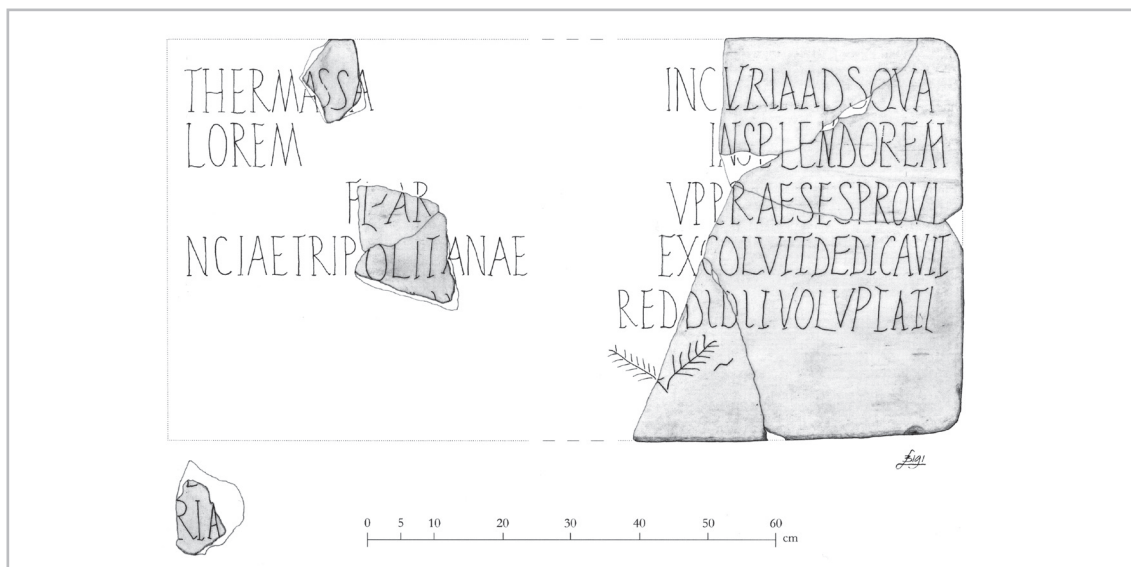 THERMASSA INCVRIAADSQVA
LOREM INSPLENDOREM
FL·AR VPPRAESESPROVI
NCIAETRIPOLITANAE EXSOLVITDEDICAVIT
REDDIDITVOLVPTATI
RIA
0 5 10 20 30 40 50 60 cm